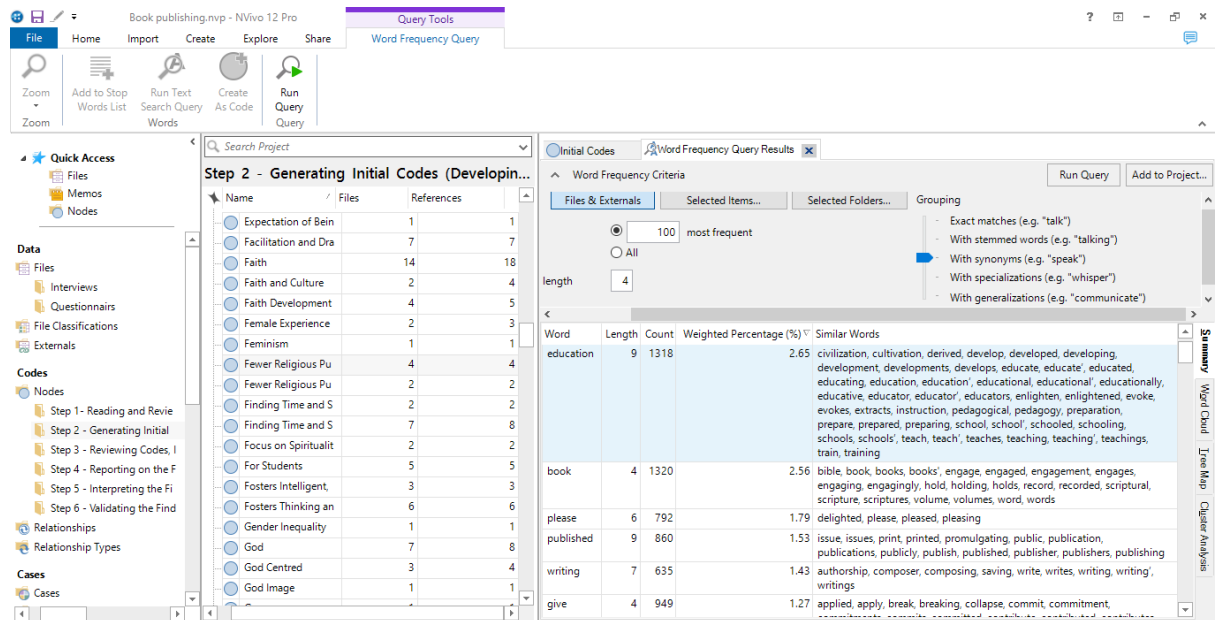 Book publishing.nvp - NVivo 12 Pro
Query Tools
?
File Home Import Create Explore Share Word Frequency Query
Zoom
Add to Stop Words List
Run Text Search Query
Create As Code
Run Query
Zoom
Words
Query
Quick Access
Files
Memos
Nodes
Data
Files
Interviews
Questionnairs
File Classifications
Externals
Codes
Nodes
Step 1- Reading and Revie
Step 2 - Generating Initial
Step 3 - Reviewing Codes, I
Step 4 - Reporting on the F
Step 5 - Interpreting the Fi
Step 6 - Validating the Find
Relationships
Relationship Types
Cases
Cases
Search Project
Step 2 - Generating Initial Codes (Developin...
Name Files References
Expectation of Bein 1 1
Facilitation and Dra 7 7
Faith 14 18
Faith and Culture 2 4
Faith Development 4 5
Female Experience 2 3
Feminism 1 1
Fewer Religious Pu 4 4
Fewer Religious Pu 2 2
Finding Time and S 2 2
Finding Time and S 7 8
Focus on Spiritualit 2 2
For Students 5 5
Fosters Intelligent, 3 3
Fosters Thinking an 6 6
Gender Inequality 1 1
God 7 8
God Centred 3 4
God Image 1 1
Initial Codes
Word Frequency Query Results
Word Frequency Criteria
Run Query
Add to Project...
Files & Externals
Selected Items...
Selected Folders...
Grouping
100 most frequent
All
length 4
Exact matches (e.g. "talk")
With stemmed words (e.g. "talking")
With synonyms (e.g. "speak")
With specializations (e.g. "whisper")
With generalizations (e.g. "communicate")
Word Length Count Weighted Percentage (%) Similar Words
education 9 1318 2.65 civilization, cultivation, derived, develop, developed, developing,
development, developments, develops, educate, educate', educated,
educating, education, education', educational, educational', educationally,
educative, educator, educator', educators, enlighten, enlightened, evoke,
evokes, extracts, instruction, pedagogical, pedagogy, preparation,
prepare, prepared, preparing, school, school', schooled, schooling,
schools, schools', teach, teach', teaches, teaching, teaching', teachings,
train, training
book 4 1320 2.56 bible, book, books, books', engage, engaged, engagement, engages,
engaging, engagingly, hold, holding, holds, record, recorded, scriptural,
scripture, scriptures, volume, volumes, word, words
please 6 792 1.79 delighted, please, pleased, pleasing
published 9 860 1.53 issue, issues, print, printed, promulgating, public, publication,
publications, publicly, publish, published, publisher, publishers, publishing
writing 7 635 1.43 authorship, composer, composing, saving, write, writes, writing, writing',
writings
give 4 949 1.27 applied, apply, break, breaking, collapse, commit, commitment,
Summary
Word Cloud
Tree Map
Cluster Analysis